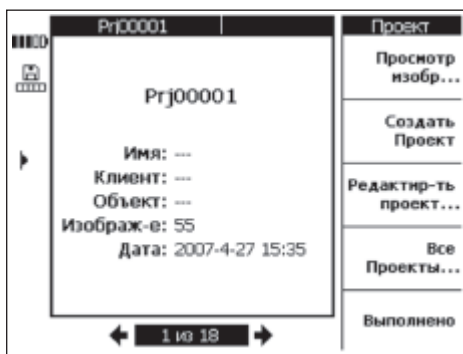 Prj00001
Проект
Просмотр
изобр...
Prj00001
Создать
Проект
Имя: ---
Клиент: ---
Объект: ---
Изображ-е: 55
Дата: 2007-4-27 15:35
Редактир-ть
проект...
Все
Проекты...
Выполнено
1 из 18